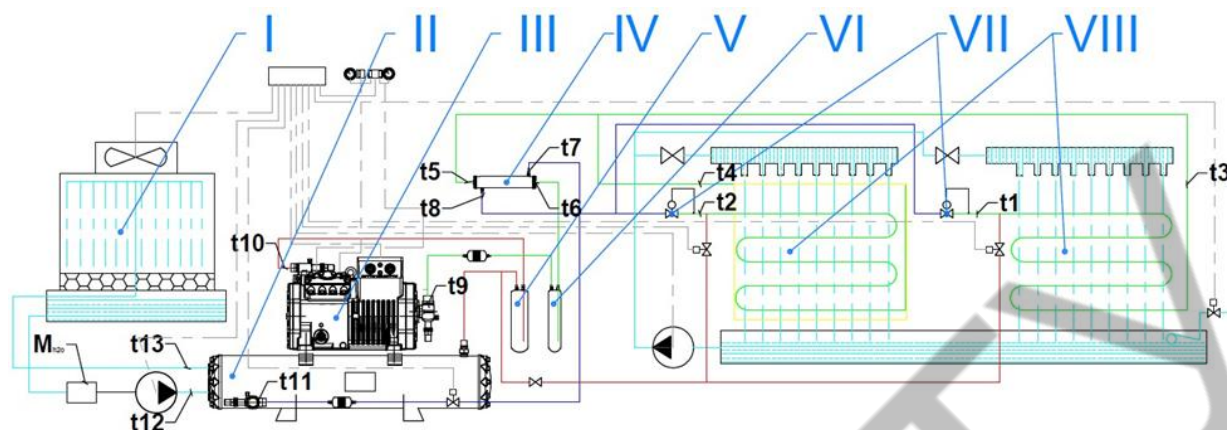 I II III IV V VI VII VIII
t7
t5
t4
t3
t8
t6
t2
t1
t10
t9
M h2o
t13
t11
t12